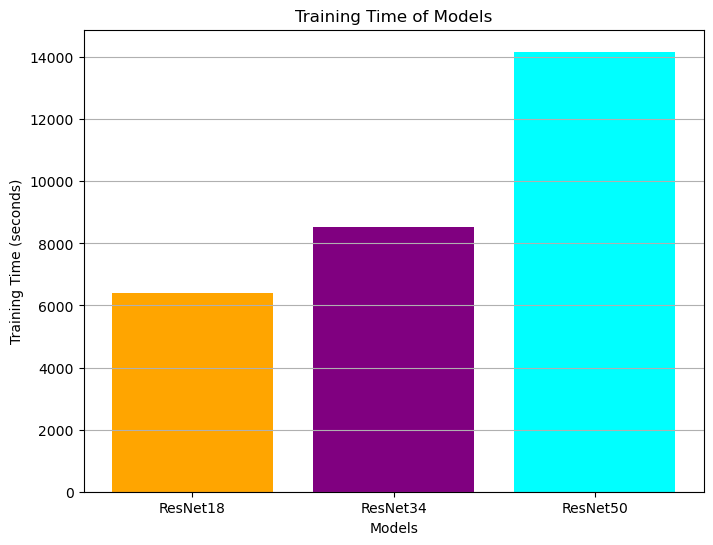 Training Time of Models
Training Time (seconds)
14000
12000
10000
8000
6000
4000
2000
0
ResNet18
ResNet34
ResNet50
Models